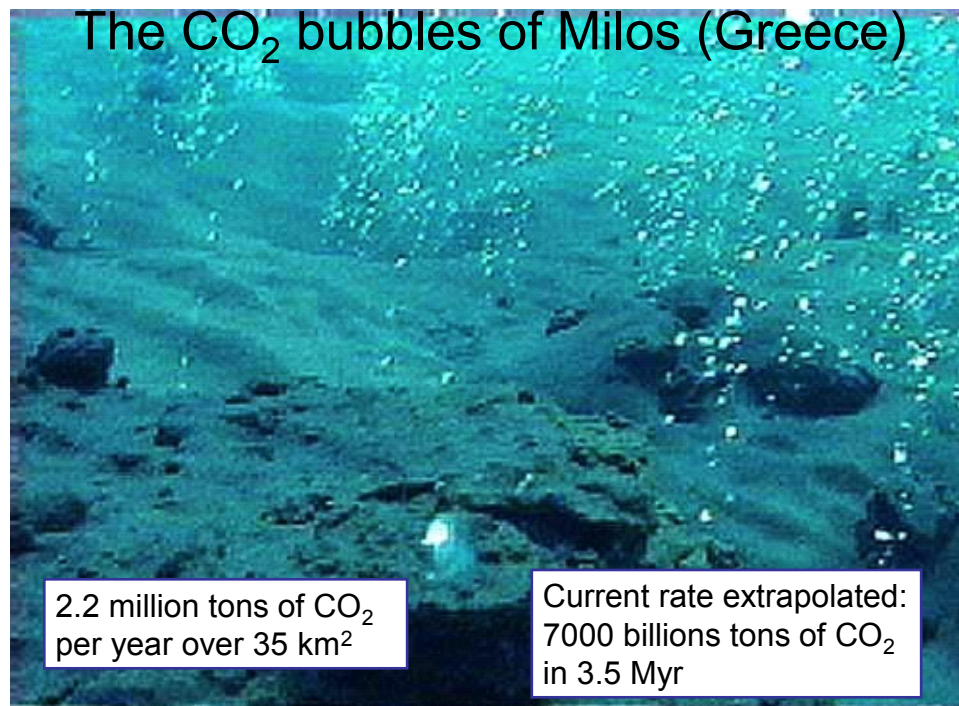 The CO₂ bubbles of Milos (Greece)
2.2 million tons of CO₂
per year over 35 km²
Current rate extrapolated:
7000 billions tons of CO₂
in 3.5 Myr